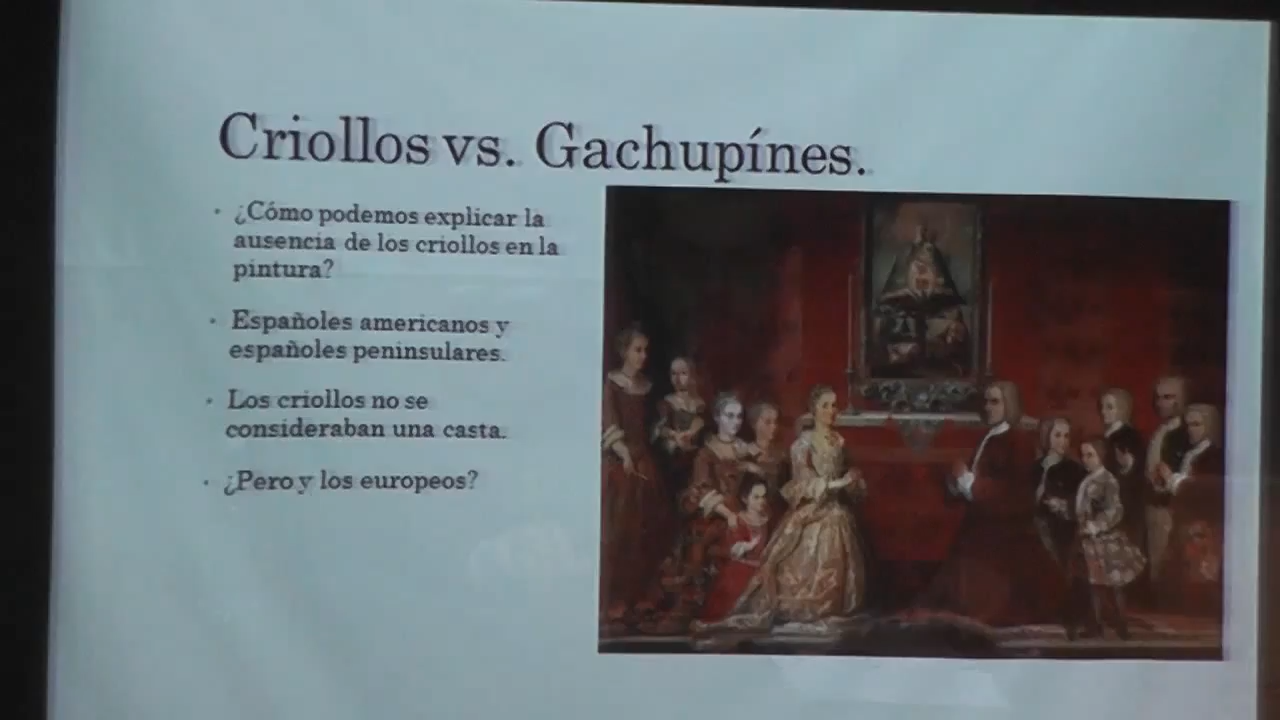 Criollos vs. Gachupínes.
• ¿Cómo podemos explicar la
ausencia de los criollos en la
pintura?
• Españoles americanos y
españoles peninsulares.
• Los criollos no se
consideraban una casta.
• ¿Pero y los europeos?